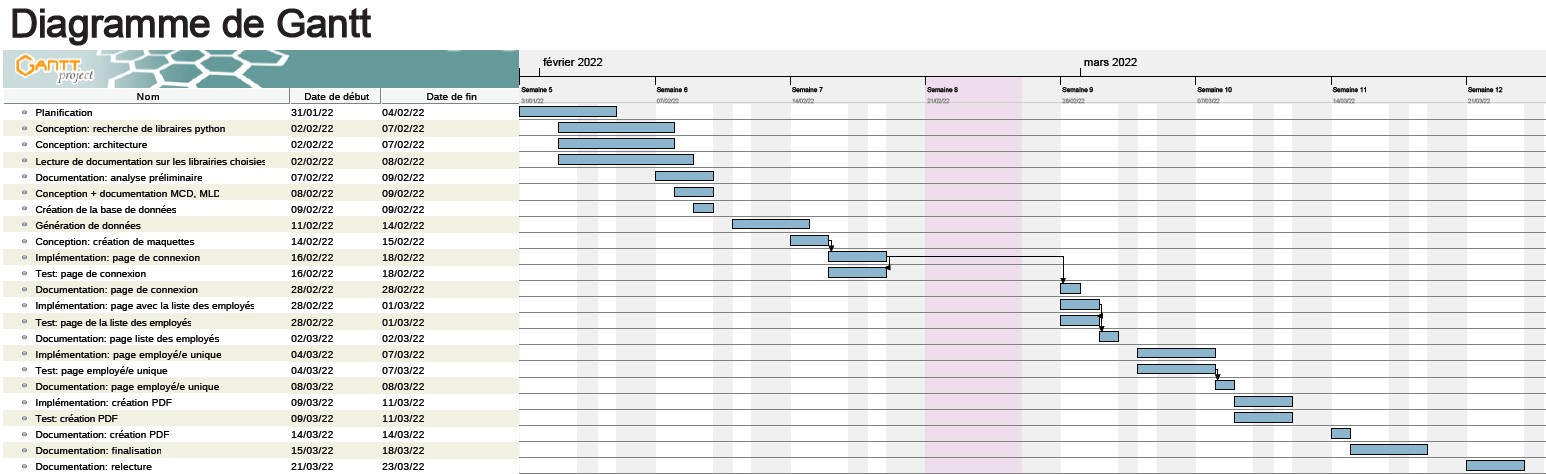 Diagramme de Gantt
GANTT project
février 2022 mars 2022
Semaine 5 Semaine 6 Semaine 7 Semaine 8 Semaine 9 Semaine 10 Semaine 11 Semaine 12
Nom Date de début Date de fin
31/01/22 07/02/22 14/02/22 21/02/22 28/02/22 07/03/22 14/03/22 21/03/22
Planification 31/01/22 04/02/22
Conception: recherche de libraires python 02/02/22 07/02/22
Conception: architecture 02/02/22 07/02/22
Lecture de documentation sur les librairies choisies 02/02/22 08/02/22
Documentation: analyse préliminaire 07/02/22 09/02/22
Conception + documentation MCD, MLD 08/02/22 09/02/22
Création de la base de données 09/02/22 09/02/22
Génération de données 11/02/22 14/02/22
Conception: création de maquettes 14/02/22 15/02/22
Implémentation: page de connexion 16/02/22 18/02/22
Test: page de connexion 16/02/22 18/02/22
Documentation: page de connexion 28/02/22 28/02/22
Implémentation: page avec la liste des employés 28/02/22 01/03/22
Test: page de la liste des employés 28/02/22 01/03/22
Documentation: page liste des employés 02/03/22 02/03/22
Implémentation: page employé/e unique 04/03/22 07/03/22
Test: page employé/e unique 04/03/22 07/03/22
Documentation: page employé/e unique 08/03/22 08/03/22
Implémentation: création PDF 09/03/22 11/03/22
Test: création PDF 09/03/22 11/03/22
Documentation: création PDF 14/03/22 14/03/22
Documentation: finalisation 15/03/22 18/03/22
Documentation: relecture 21/03/22 23/03/22